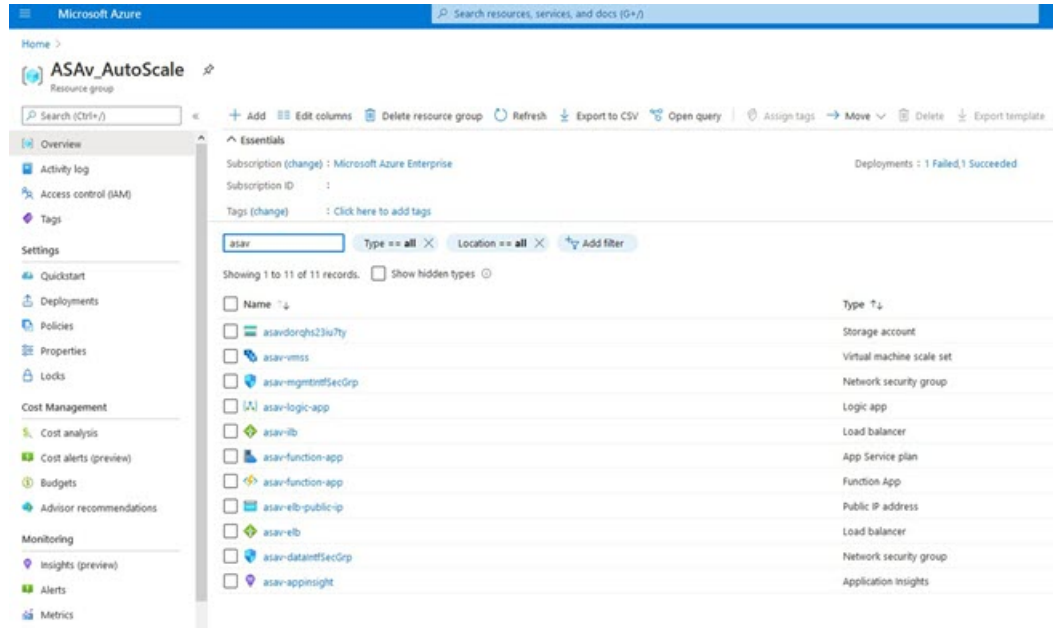 Microsoft Azure
Search resources, services, and docs (G+/)
Home >
ASAv_AutoScale
Resource group
Search (Ctrl+/)
«
Add Edit columns Delete resource group Refresh Export to CSV Open query Assign tags Move Delete Export template
Overview
Activity log
Access control (IAM)
Tags
Settings
Quickstart
Deployments
Policies
Properties
Locks
Cost Management
Cost analysis
Cost alerts (preview)
Budgets
Advisor recommendations
Monitoring
Insights (preview)
Alerts
Metrics
Essentials
Subscription (change) : Microsoft Azure Enterprise
Deployments : 1 Failed,1 Succeeded
Subscription ID :
Tags (change) : Click here to add tags
asav
Type == all
Location == all
Add filter
Showing 1 to 11 of 11 records. Show hidden types
Name Type
asavdorqhs23iu7ty Storage account
asav-vmss Virtual machine scale set
asav-mgmtIntfSecGrp Network security group
asav-logic-app Logic app
asav-ilb Load balancer
asav-function-app App Service plan
asav-function-app Function App
asav-elb-public-ip Public IP address
asav-elb Load balancer
asav-dataIntfSecGrp Network security group
asav-appinsight Application Insights